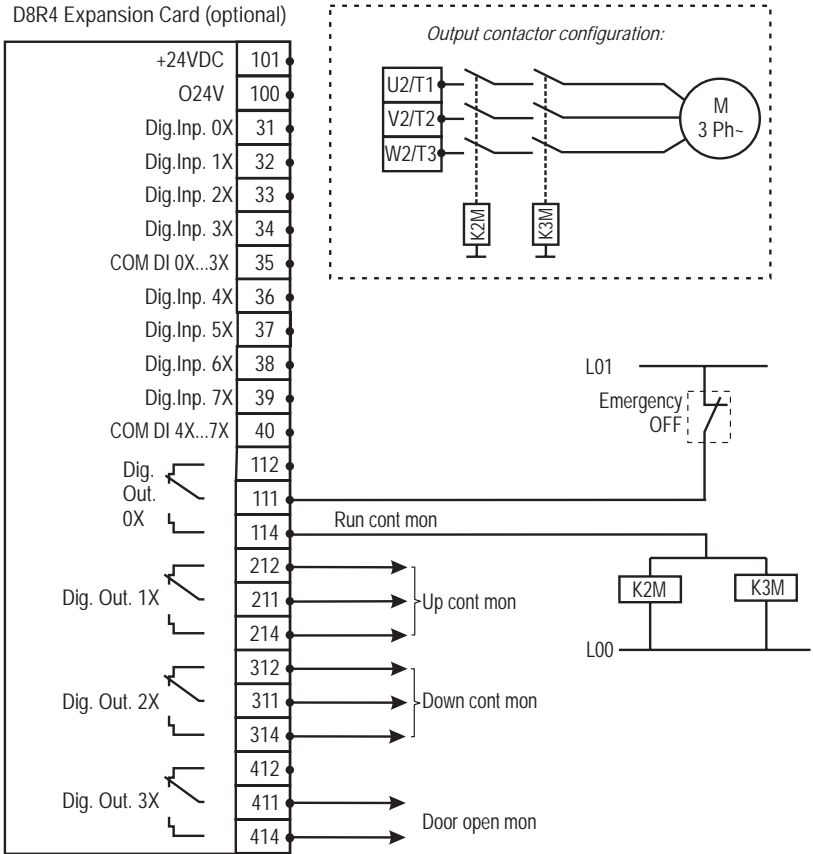 D8R4 Expansion Card (optional)
+24VDC 101
O24V 100
Dig.Inp. 0X 31
Dig.Inp. 1X 32
Dig.Inp. 2X 33
Dig.Inp. 3X 34
COM DI 0X...3X 35
Dig.Inp. 4X 36
Dig.Inp. 5X 37
Dig.Inp. 6X 38
Dig.Inp. 7X 39
COM DI 4X...7X 40
Dig.
Out.
0X
112
111
114
Dig. Out. 1X
212
211
214
Dig. Out. 2X
312
311
314
Dig. Out. 3X
412
411
414
Output contactor configuration:
U2/T1
V2/T2
W2/T3
M
3 Ph~
K2M
K3M
L01
Emergency
OFF
Run cont mon
K2M
K3M
L00
Up cont mon
Down cont mon
Door open mon